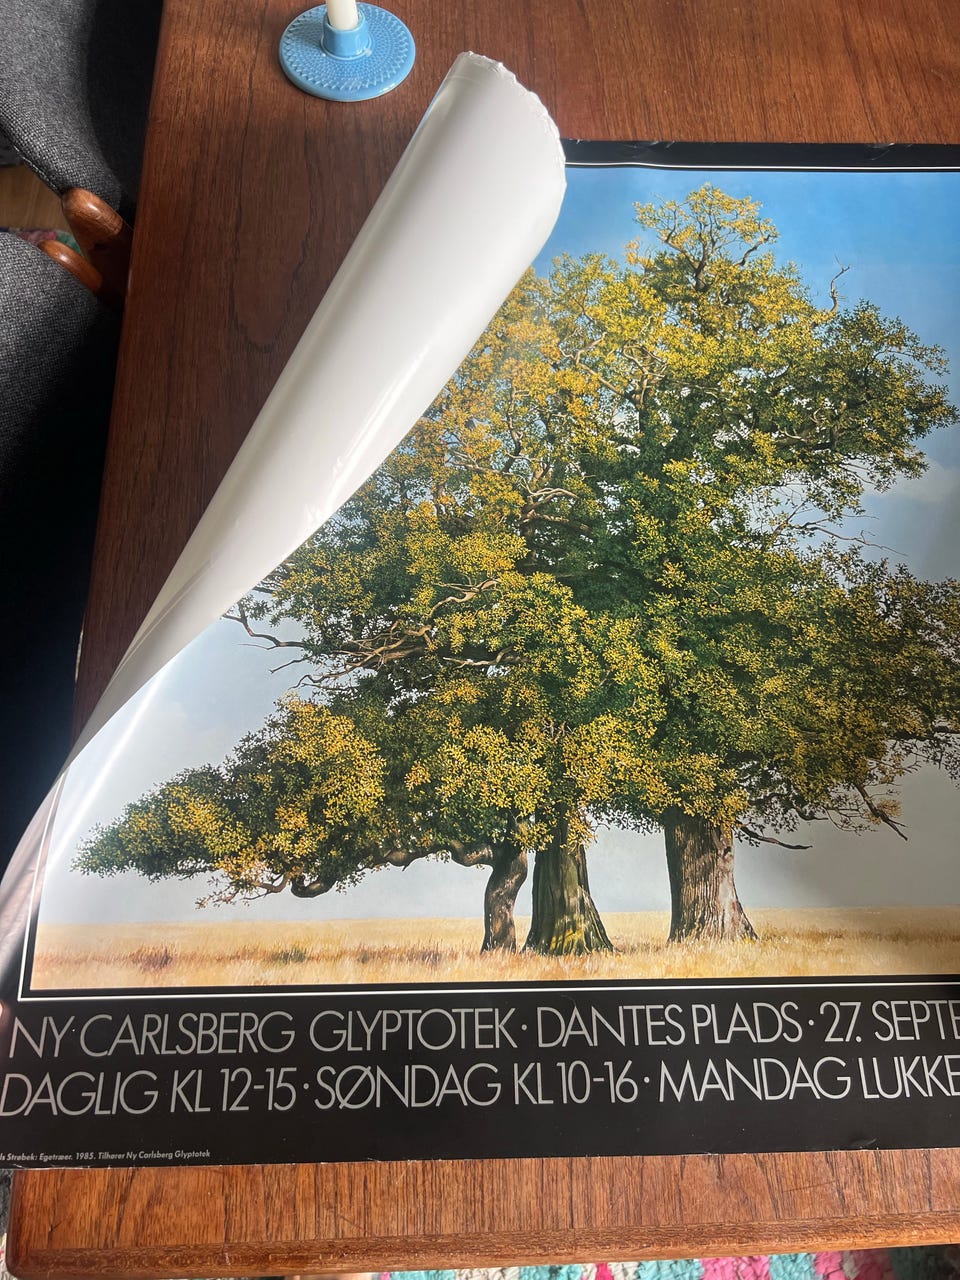 NY CARLSBERG GLYPTOTEK · DANTES PLADS · 27. SEPTE
DAGLIG KL 12-15 · SØNDAG KL 10-16 · MANDAG LUKKE
ls Strøbek: Egetræer. 1985. Tilhører Ny Carlsberg Glyptotek